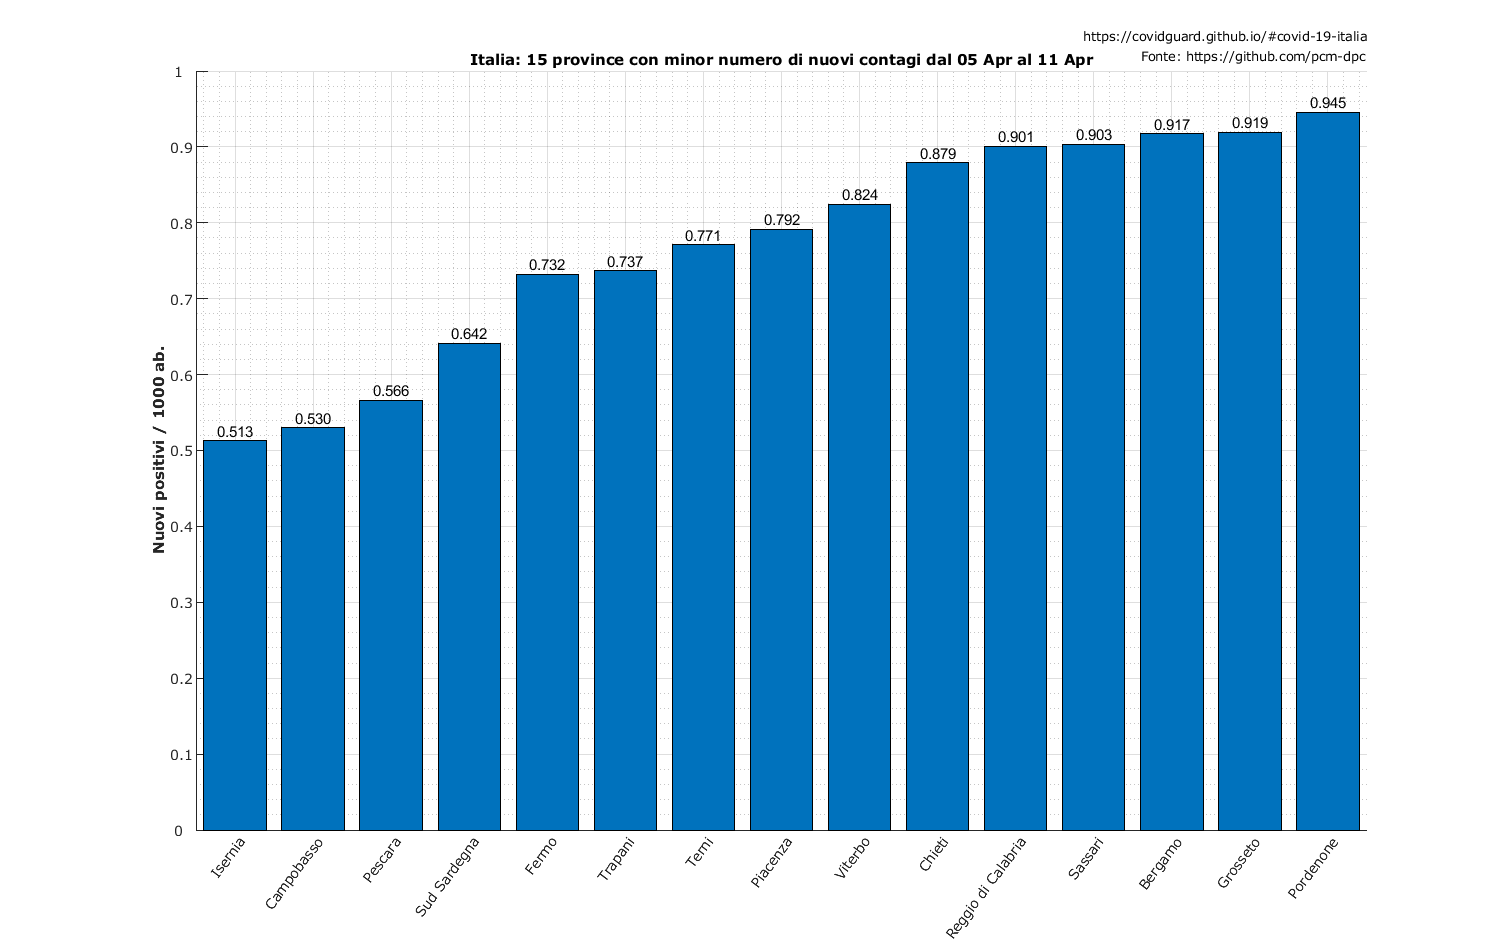 https://covidguard.github.io/#covid-19-italia
Italia: 15 province con minor numero di nuovi contagi dal 05 Apr al 11 Apr
Fonte: https://github.com/pcm-dpc
Nuovi positivi / 1000 ab.
1
0.9
0.8
0.7
0.6
0.5
0.4
0.3
0.2
0.1
0
0.513
0.530
0.566
0.642
0.732
0.737
0.771
0.792
0.824
0.879
0.901
0.903
0.917
0.919
0.945
Isernia
Campobasso
Pescara
Sud Sardegna
Fermo
Trapani
Terni
Piacenza
Viterbo
Chieti
Reggio di Calabria
Sassari
Bergamo
Grosseto
Pordenone